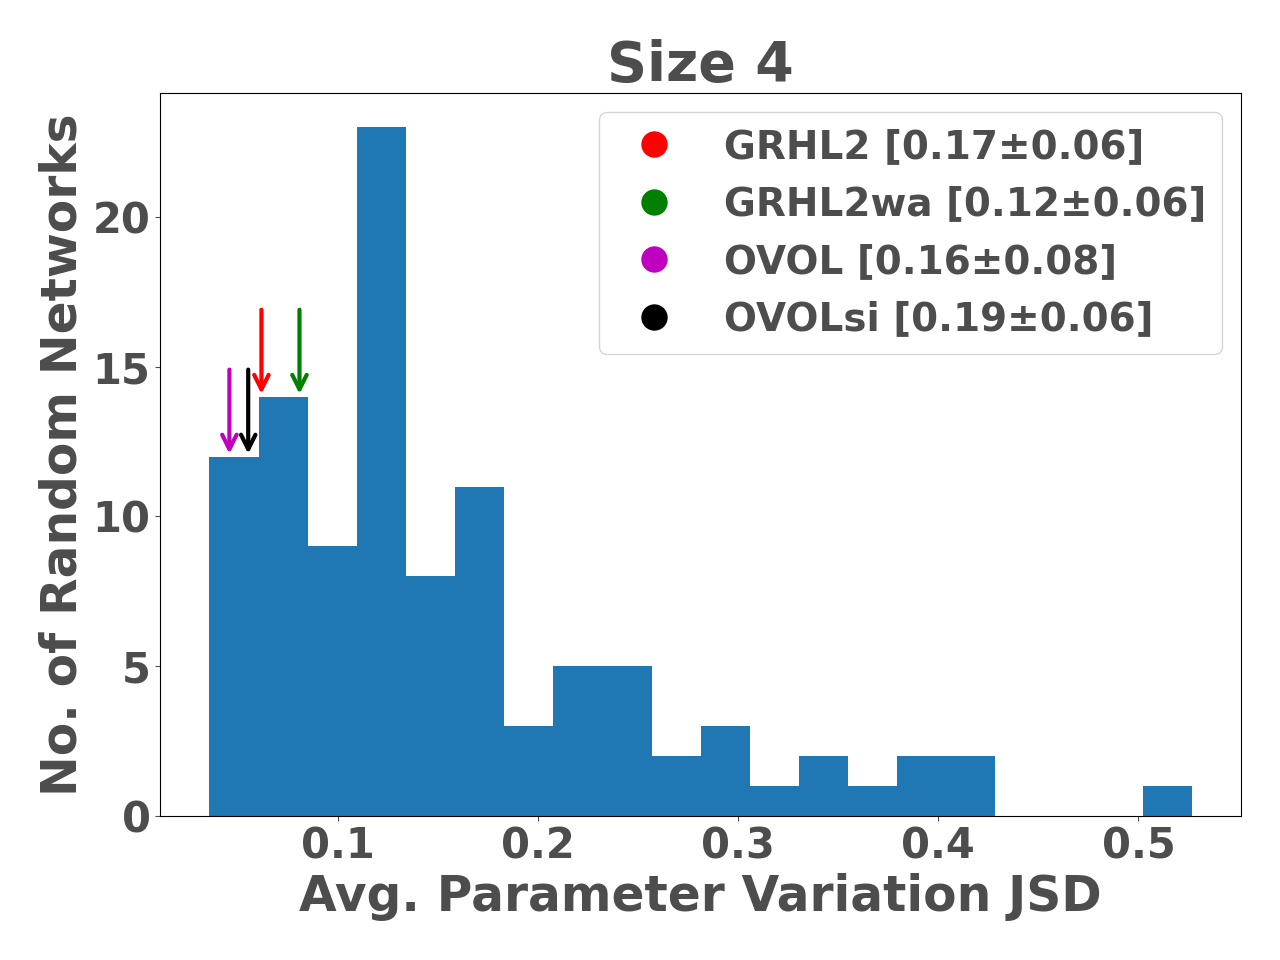 Size 4
GRHL2 [0.17±0.06]
GRHL2wa [0.12±0.06]
OVOL [0.16±0.08]
OVOLsi [0.19±0.06]
No. of Random Networks
20
15
10
5
0
0.1 0.2 0.3 0.4 0.5
Avg. Parameter Variation JSD